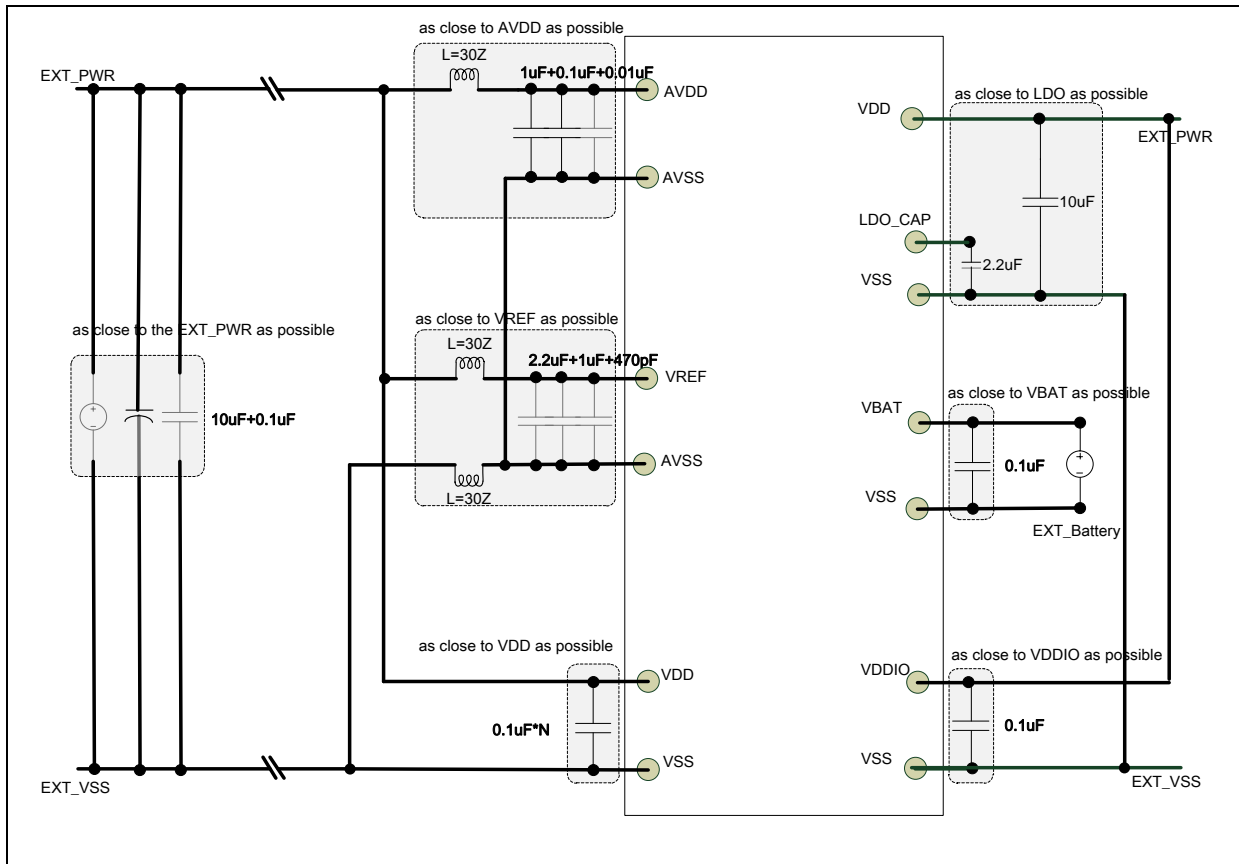 as close to AVDD as possible
L=30Z
EXT_PWR
1uF+0.1uF+0.01uF
AVDD
AVSS
as close to LDO as possible
VDD
EXT_PWR
10uF
LDO_CAP
2.2uF
VSS
as close to the EXT_PWR as possible
10uF+0.1uF
as close to VREF as possible
L=30Z
2.2uF+1uF+470pF
VREF
AVSS
L=30Z
as close to VBAT as possible
VBAT
0.1uF
VSS
EXT_Battery
as close to VDD as possible
VDD
0.1uF*N
VSS
as close to VDDIO as possible
VDDIO
0.1uF
VSS
EXT_VSS
EXT_VSS